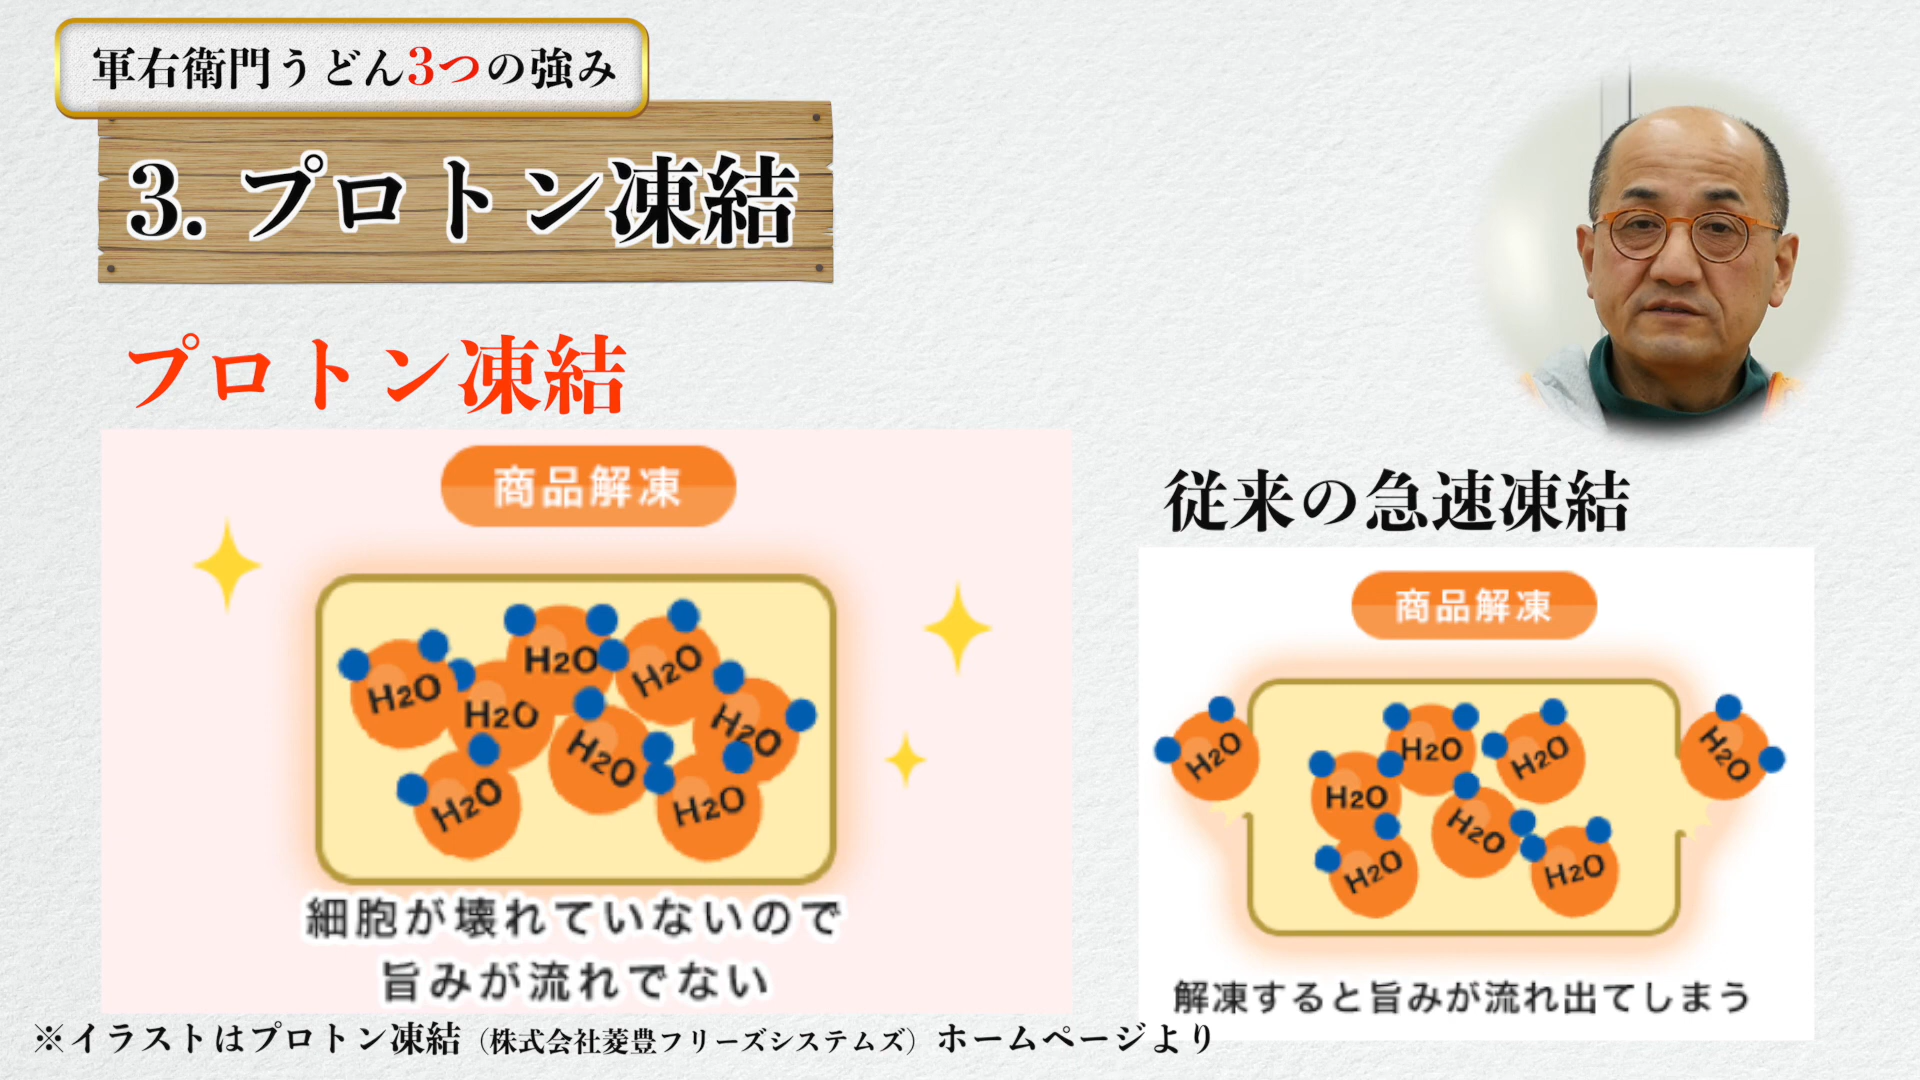 軍右衛門うどん3つの強み
3. プロトン凍結
プロトン凍結
商品解凍
H2O
H2O
H2O
H2O
H2O
H2O
H2O
H2O
細胞が壊れていないので
旨みが流れでない
従来の急速凍結
商品解凍
H2O
H2O
H2O
H2O
H2O
H2O
H2O
H2O
解凍すると旨みが流れ出てしまう
※イラストはプロトン凍結（株式会社菱豊フリーズシステムズ）ホームページより